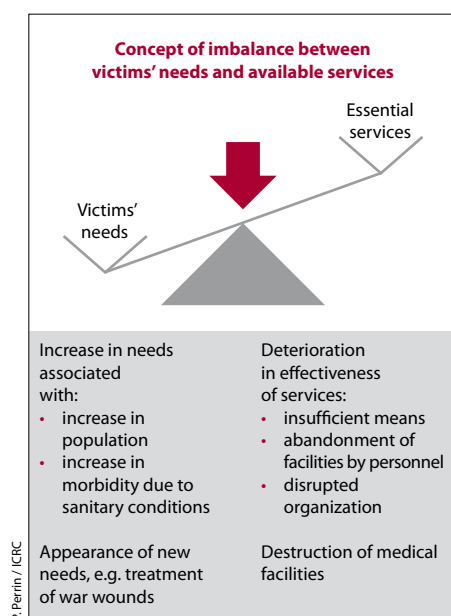 Concept of imbalance between
victims’ needs and available services
Essential
services
Victims’
needs
Increase in needs
associated
with:
• increase in
population
• increase in
morbidity due to
sanitary conditions
Appearance of new
needs, e.g. treatment
of war wounds
Deterioration
in effectiveness
of services:
• insufficient means
• abandonment of
facilities by personnel
• disrupted
organization
Destruction of medical
facilities
P. Perrin / ICRC